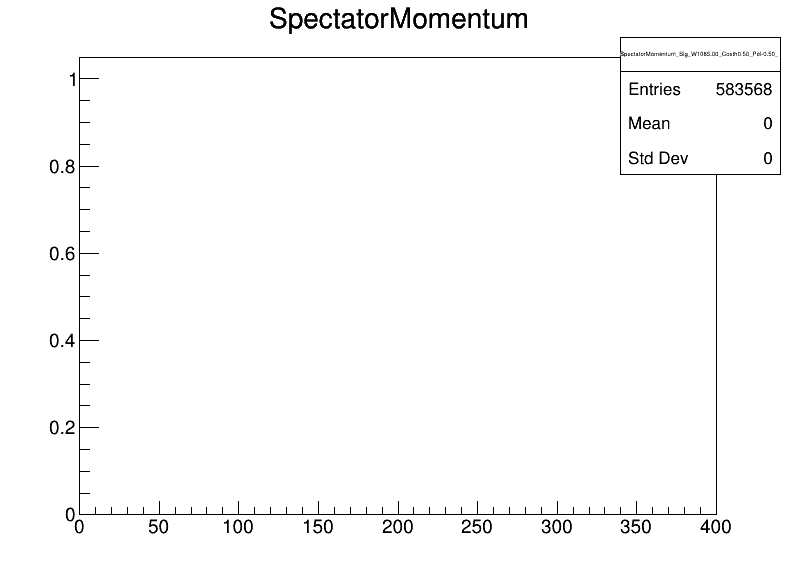 SpectatorMomentum
SpectatorMomentum_Sig_W1085.00_Costh0.50_Pol-0.50_
Entries 583568
Mean 0
Std Dev 0
1
0.8
0.6
0.4
0.2
0
0 50 100 150 200 250 300 350 400